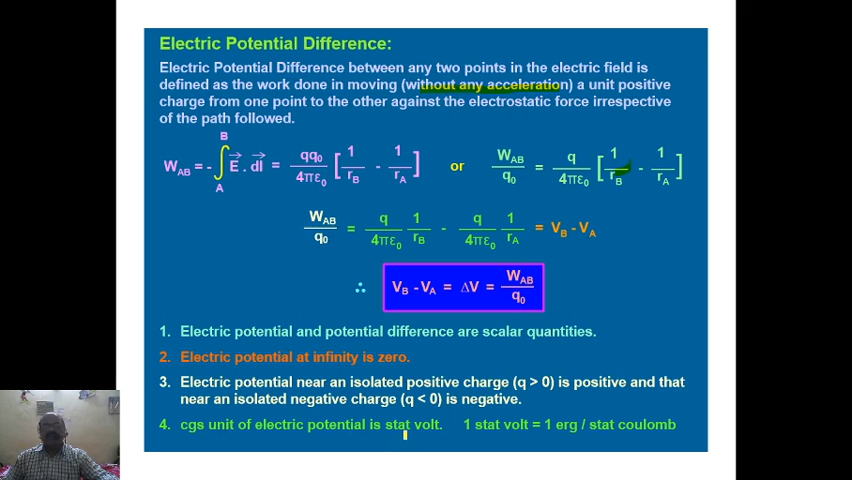 Electric Potential Difference:
Electric Potential Difference between any two points in the electric field is
defined as the work done in moving (without any acceleration) a unit positive
charge from one point to the other against the electrostatic force irrespective
of the path followed.
W_AB = - ∫_A^B E⃗ . dl⃗ = qq₀ / 4πε₀ [ 1/r_B - 1/r_A ] or W_AB / q₀ = q / 4πε₀ [ 1/r_B - 1/r_A ]
W_AB / q₀ = q / 4πε₀ 1/r_B - q / 4πε₀ 1/r_A = V_B - V_A
∴ V_B - V_A = ΔV = W_AB / q₀
1. Electric potential and potential difference are scalar quantities.
2. Electric potential at infinity is zero.
3. Electric potential near an isolated positive charge (q > 0) is positive and that
near an isolated negative charge (q < 0) is negative.
4. cgs unit of electric potential is stat volt. 1 stat volt = 1 erg / stat coulomb